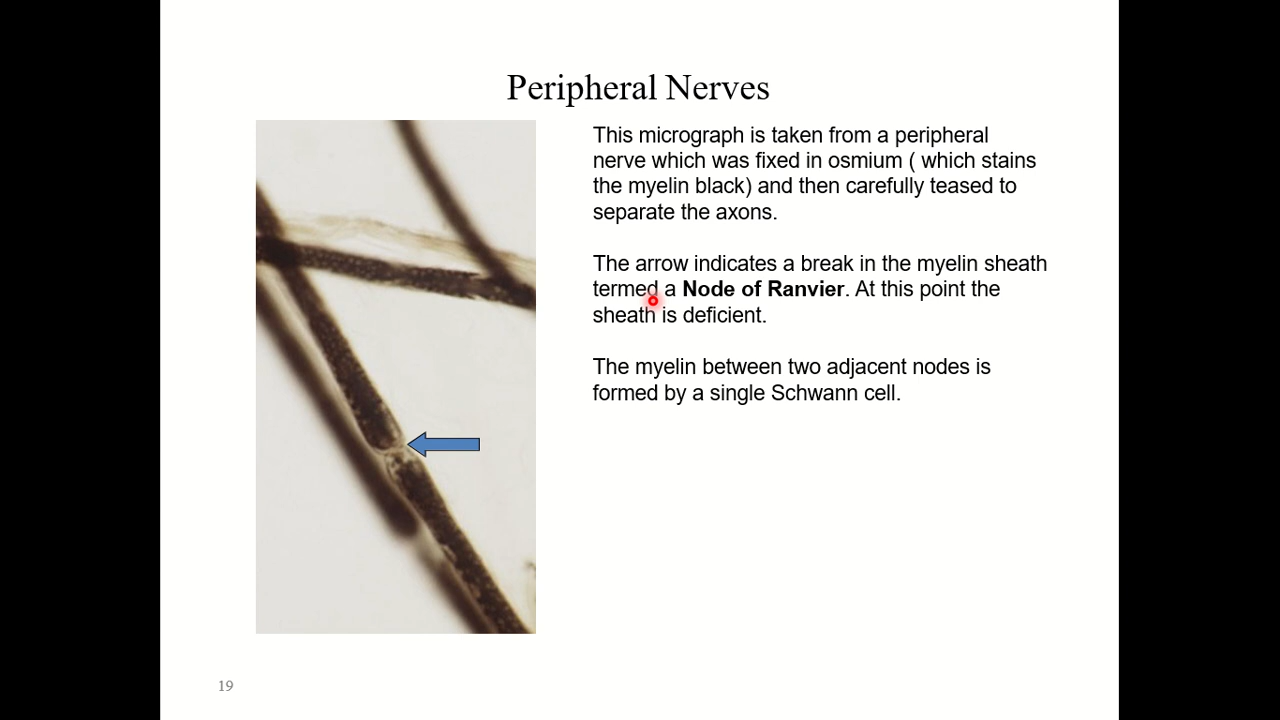 Peripheral Nerves
This micrograph is taken from a peripheral
nerve which was fixed in osmium ( which stains
the myelin black) and then carefully teased to
separate the axons.
The arrow indicates a break in the myelin sheath
termed a Node of Ranvier. At this point the
sheath is deficient.
The myelin between two adjacent nodes is
formed by a single Schwann cell.
19